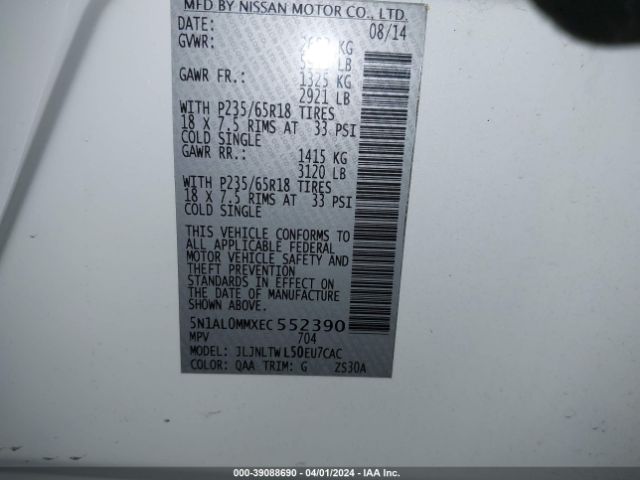 MFD BY NISSAN MOTOR CO., LTD.
DATE: 08/14
GVWR: KG
LB
GAWR FR.: 1325 KG
2921 LB
WITH P235/65R18 TIRES
18 X 7.5 RIMS AT 33 PSI
COLD SINGLE
GAWR RR.: 1415 KG
3120 LB
WITH P235/65R18 TIRES
18 X 7.5 RIMS AT 33 PSI
COLD SINGLE
THIS VEHICLE CONFORMS TO
ALL APPLICABLE FEDERAL
MOTOR VEHICLE SAFETY AND
THEFT PREVENTION
STANDARDS IN EFFECT ON
THE DATE OF MANUFACTURE
SHOWN ABOVE.
5N1AL0MMXEC552390
MPV 704
MODEL: JLJNLTWL50EU7CAC
COLOR: QAA TRIM: G ZS30A
000-39088690 - 04/01/2024 - IAA